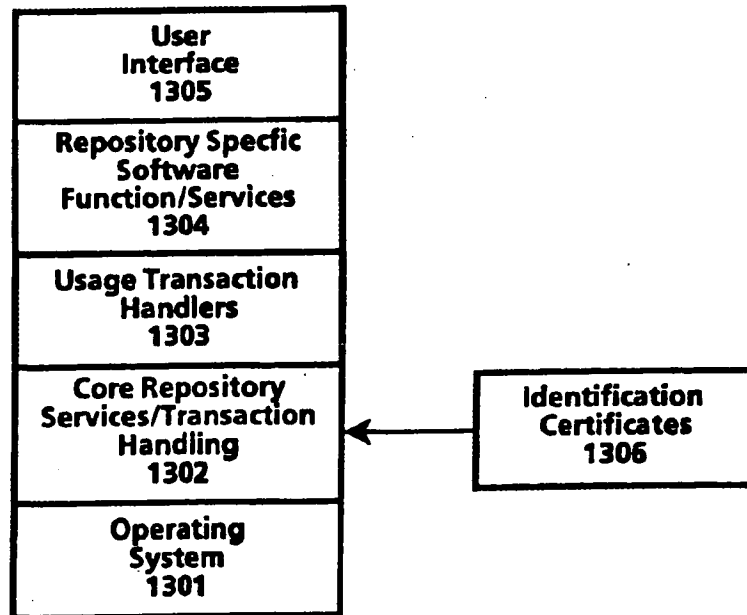 User
Interface
1305
Repository Specfic
Software
Function/Services
1304
Usage Transaction
Handlers
1303
Core Repository
Services/Transaction
Handling
1302
Identification
Certificates
1306
Operating
System
1301